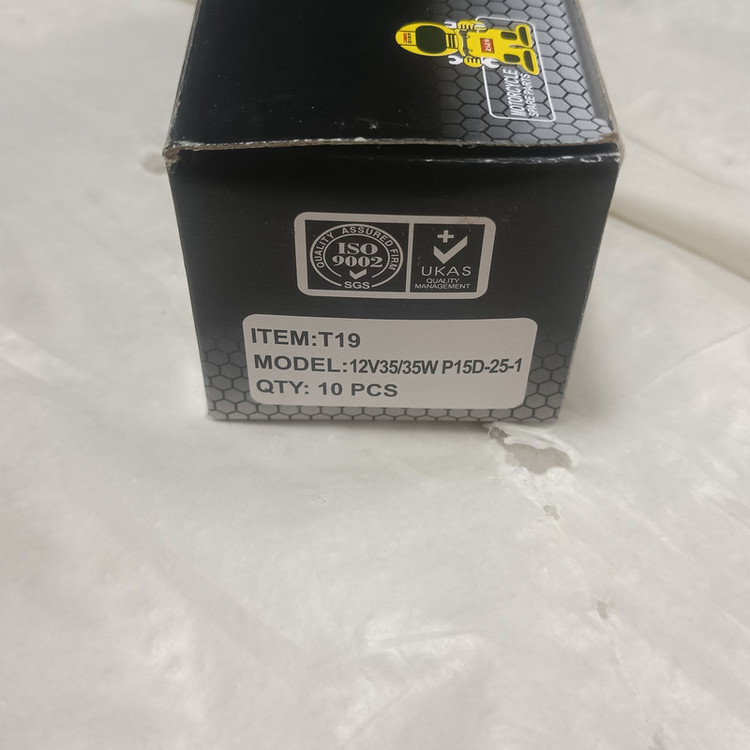 MOTORCYCLE
SPARE PARTS
QUALITY ASSURED FIRM
ISO
9002
SGS
UKAS
QUALITY
MANAGEMENT
ITEM:T19
MODEL:12V35/35W P15D-25-1
QTY: 10 PCS